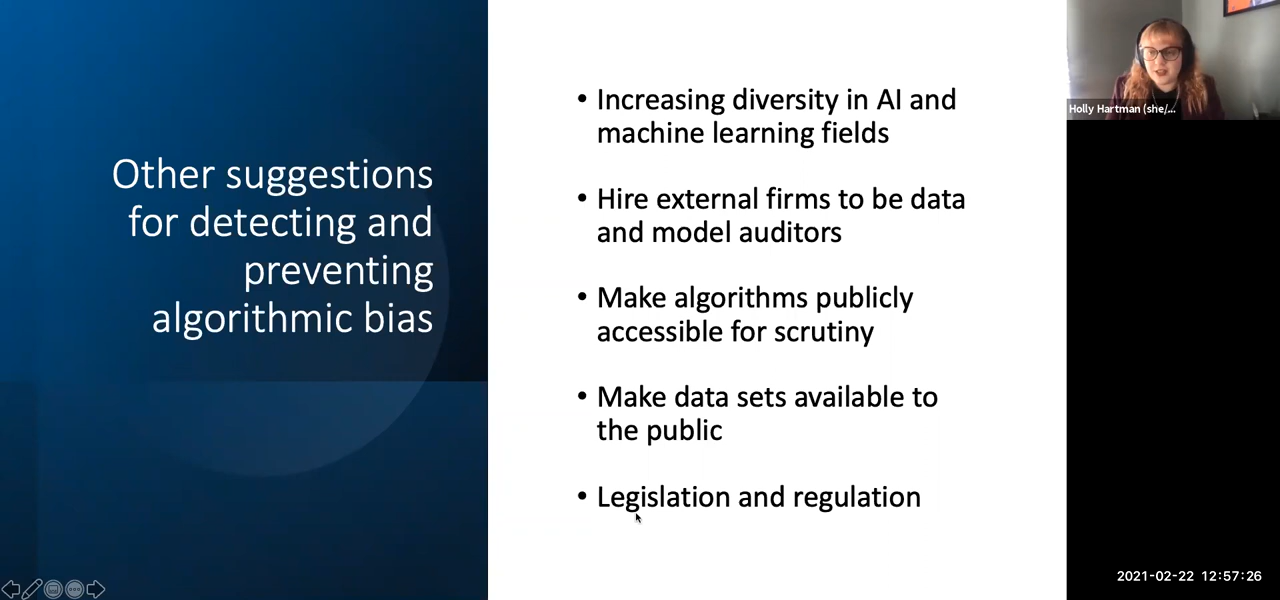 Other suggestions
for detecting and
preventing
algorithmic bias
• Increasing diversity in AI and
machine learning fields
• Hire external firms to be data
and model auditors
• Make algorithms publicly
accessible for scrutiny
• Make data sets available to
the public
• Legislation and regulation
Holly Hartman (she/...
2021-02-22 12:57:26